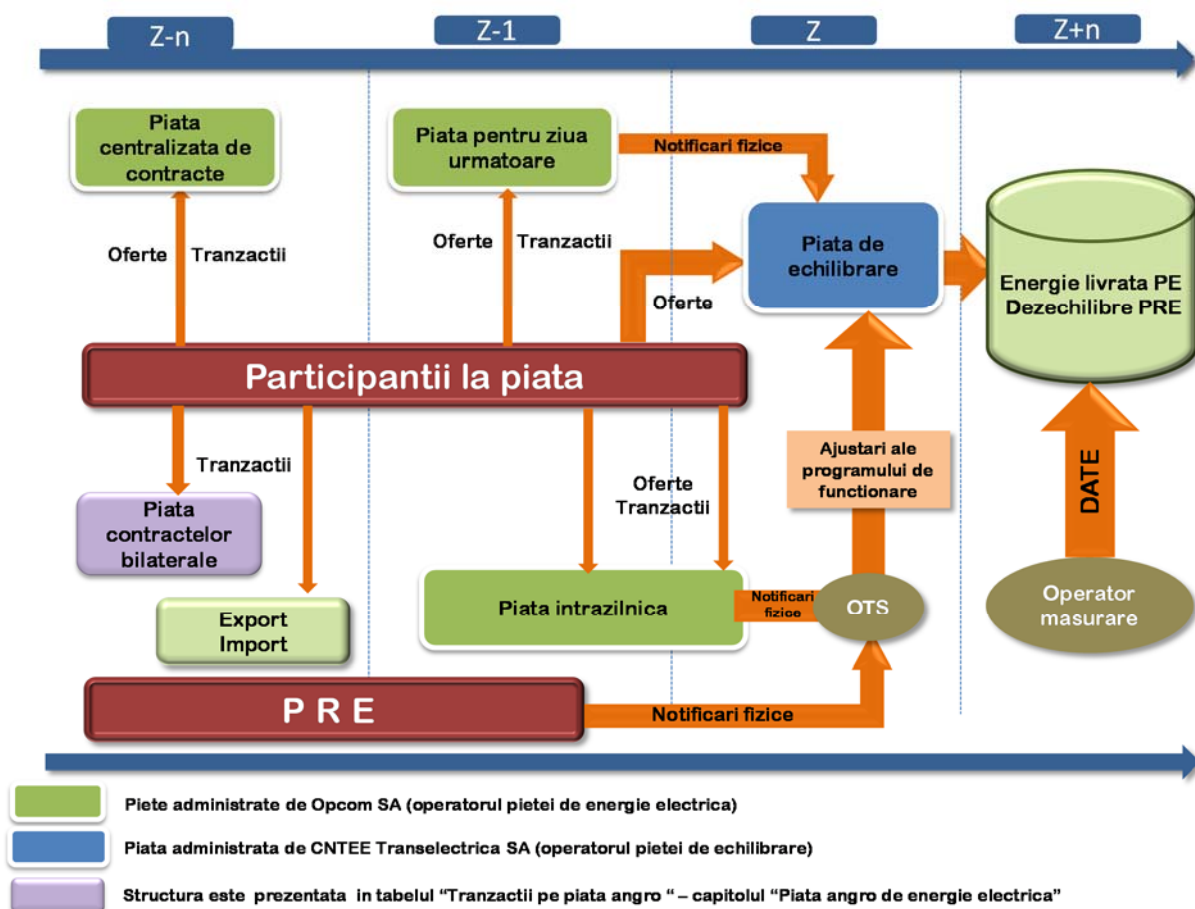 Z-n
Z-1
Z
Z+n
Piata
centralizata de
contracte
Piata pentru ziua
urmatoare
Notificari fizice
Oferte
Tranzactii
Oferte
Tranzactii
Oferte
Piata de
echilibrare
Energie livrata PE
Dezechilibre PRE
Participantii la piata
Tranzactii
Piata
contractelor
bilaterale
Export
Import
Oferte
Tranzactii
Ajustari ale
programului de
functionare
DATE
Piata intrazilnica
Notificari
fizice
OTS
Operator
masurare
P R E
Notificari fizice
Piete administrate de Opcom SA (operatorul pietei de energie electrica)
Piata administrata de CNTEE Transelectrica SA (operatorul pietei de echilibrare)
Structura este prezentata in tabelul “Tranzactii pe piata angro “ – capitolul “Piata angro de energie electrica”